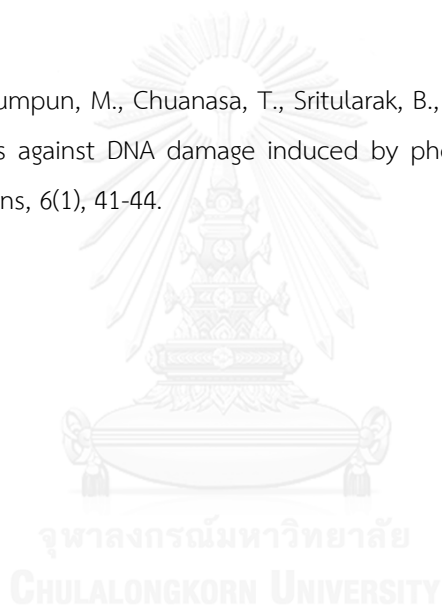 umpun, M., Chuanasa, T., Sritularak, B.,
s against DNA damage induced by pho
ns, 6(1), 41-44.
จุฬาลงกรณ์มหาวิทยาลัย
CHULALONGKORN UNIVERSITY